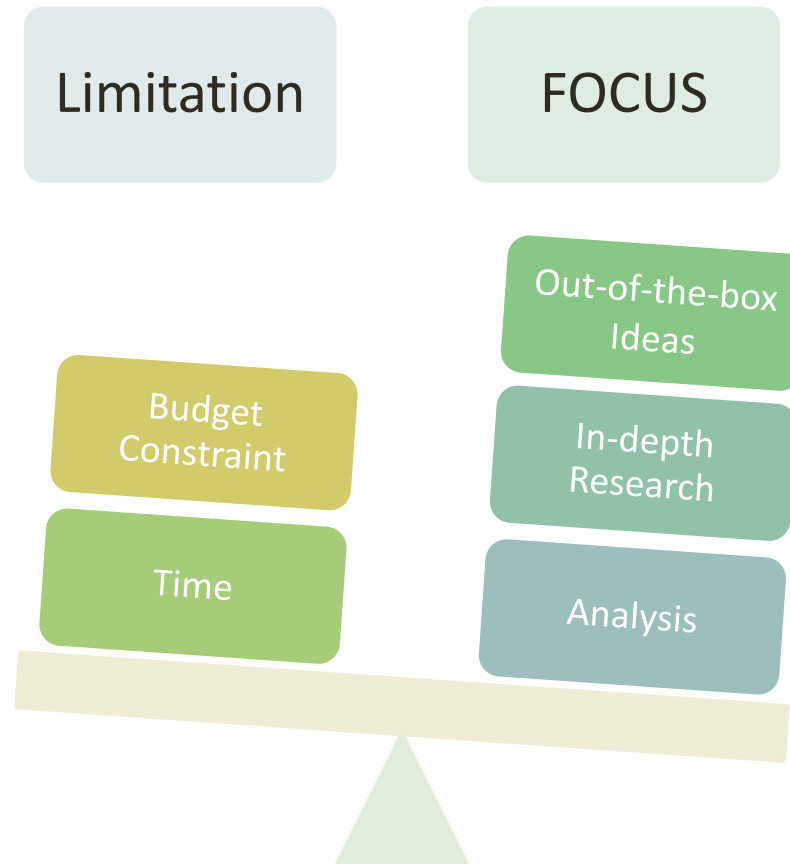 Limitation
FOCUS
Budget
Constraint
Time
Out-of-the-box
Ideas
In-depth
Research
Analysis